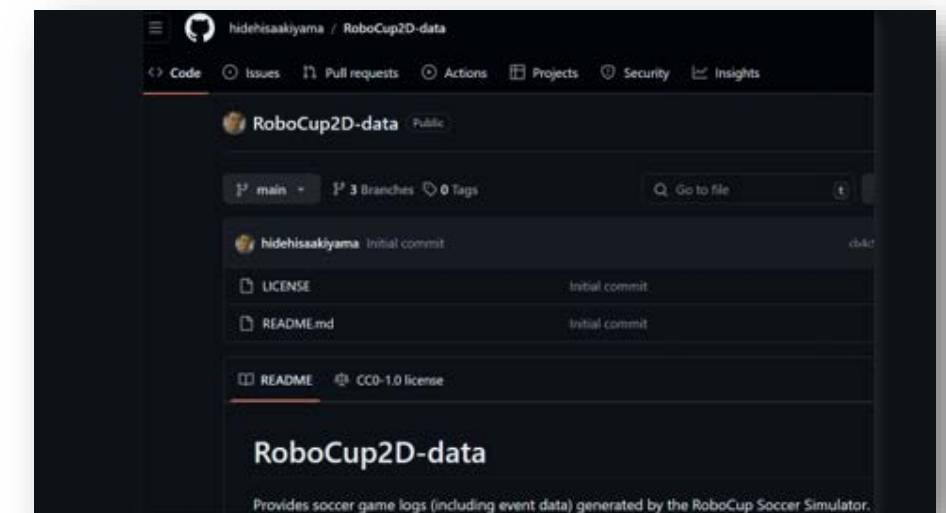 hidehisaakiyama / RoboCup2D-data
<> Code Issues Pull requests Actions Projects Security Insights
RoboCup2D-data Public
main 3 Branches 0 Tags Go to file t
hidehisaakiyama Initial commit
LICENSE Initial commit
README.md Initial commit
README CC0-1.0 license
RoboCup2D-data
Provides soccer game logs (including event data) generated by the RoboCup Soccer Simulator.